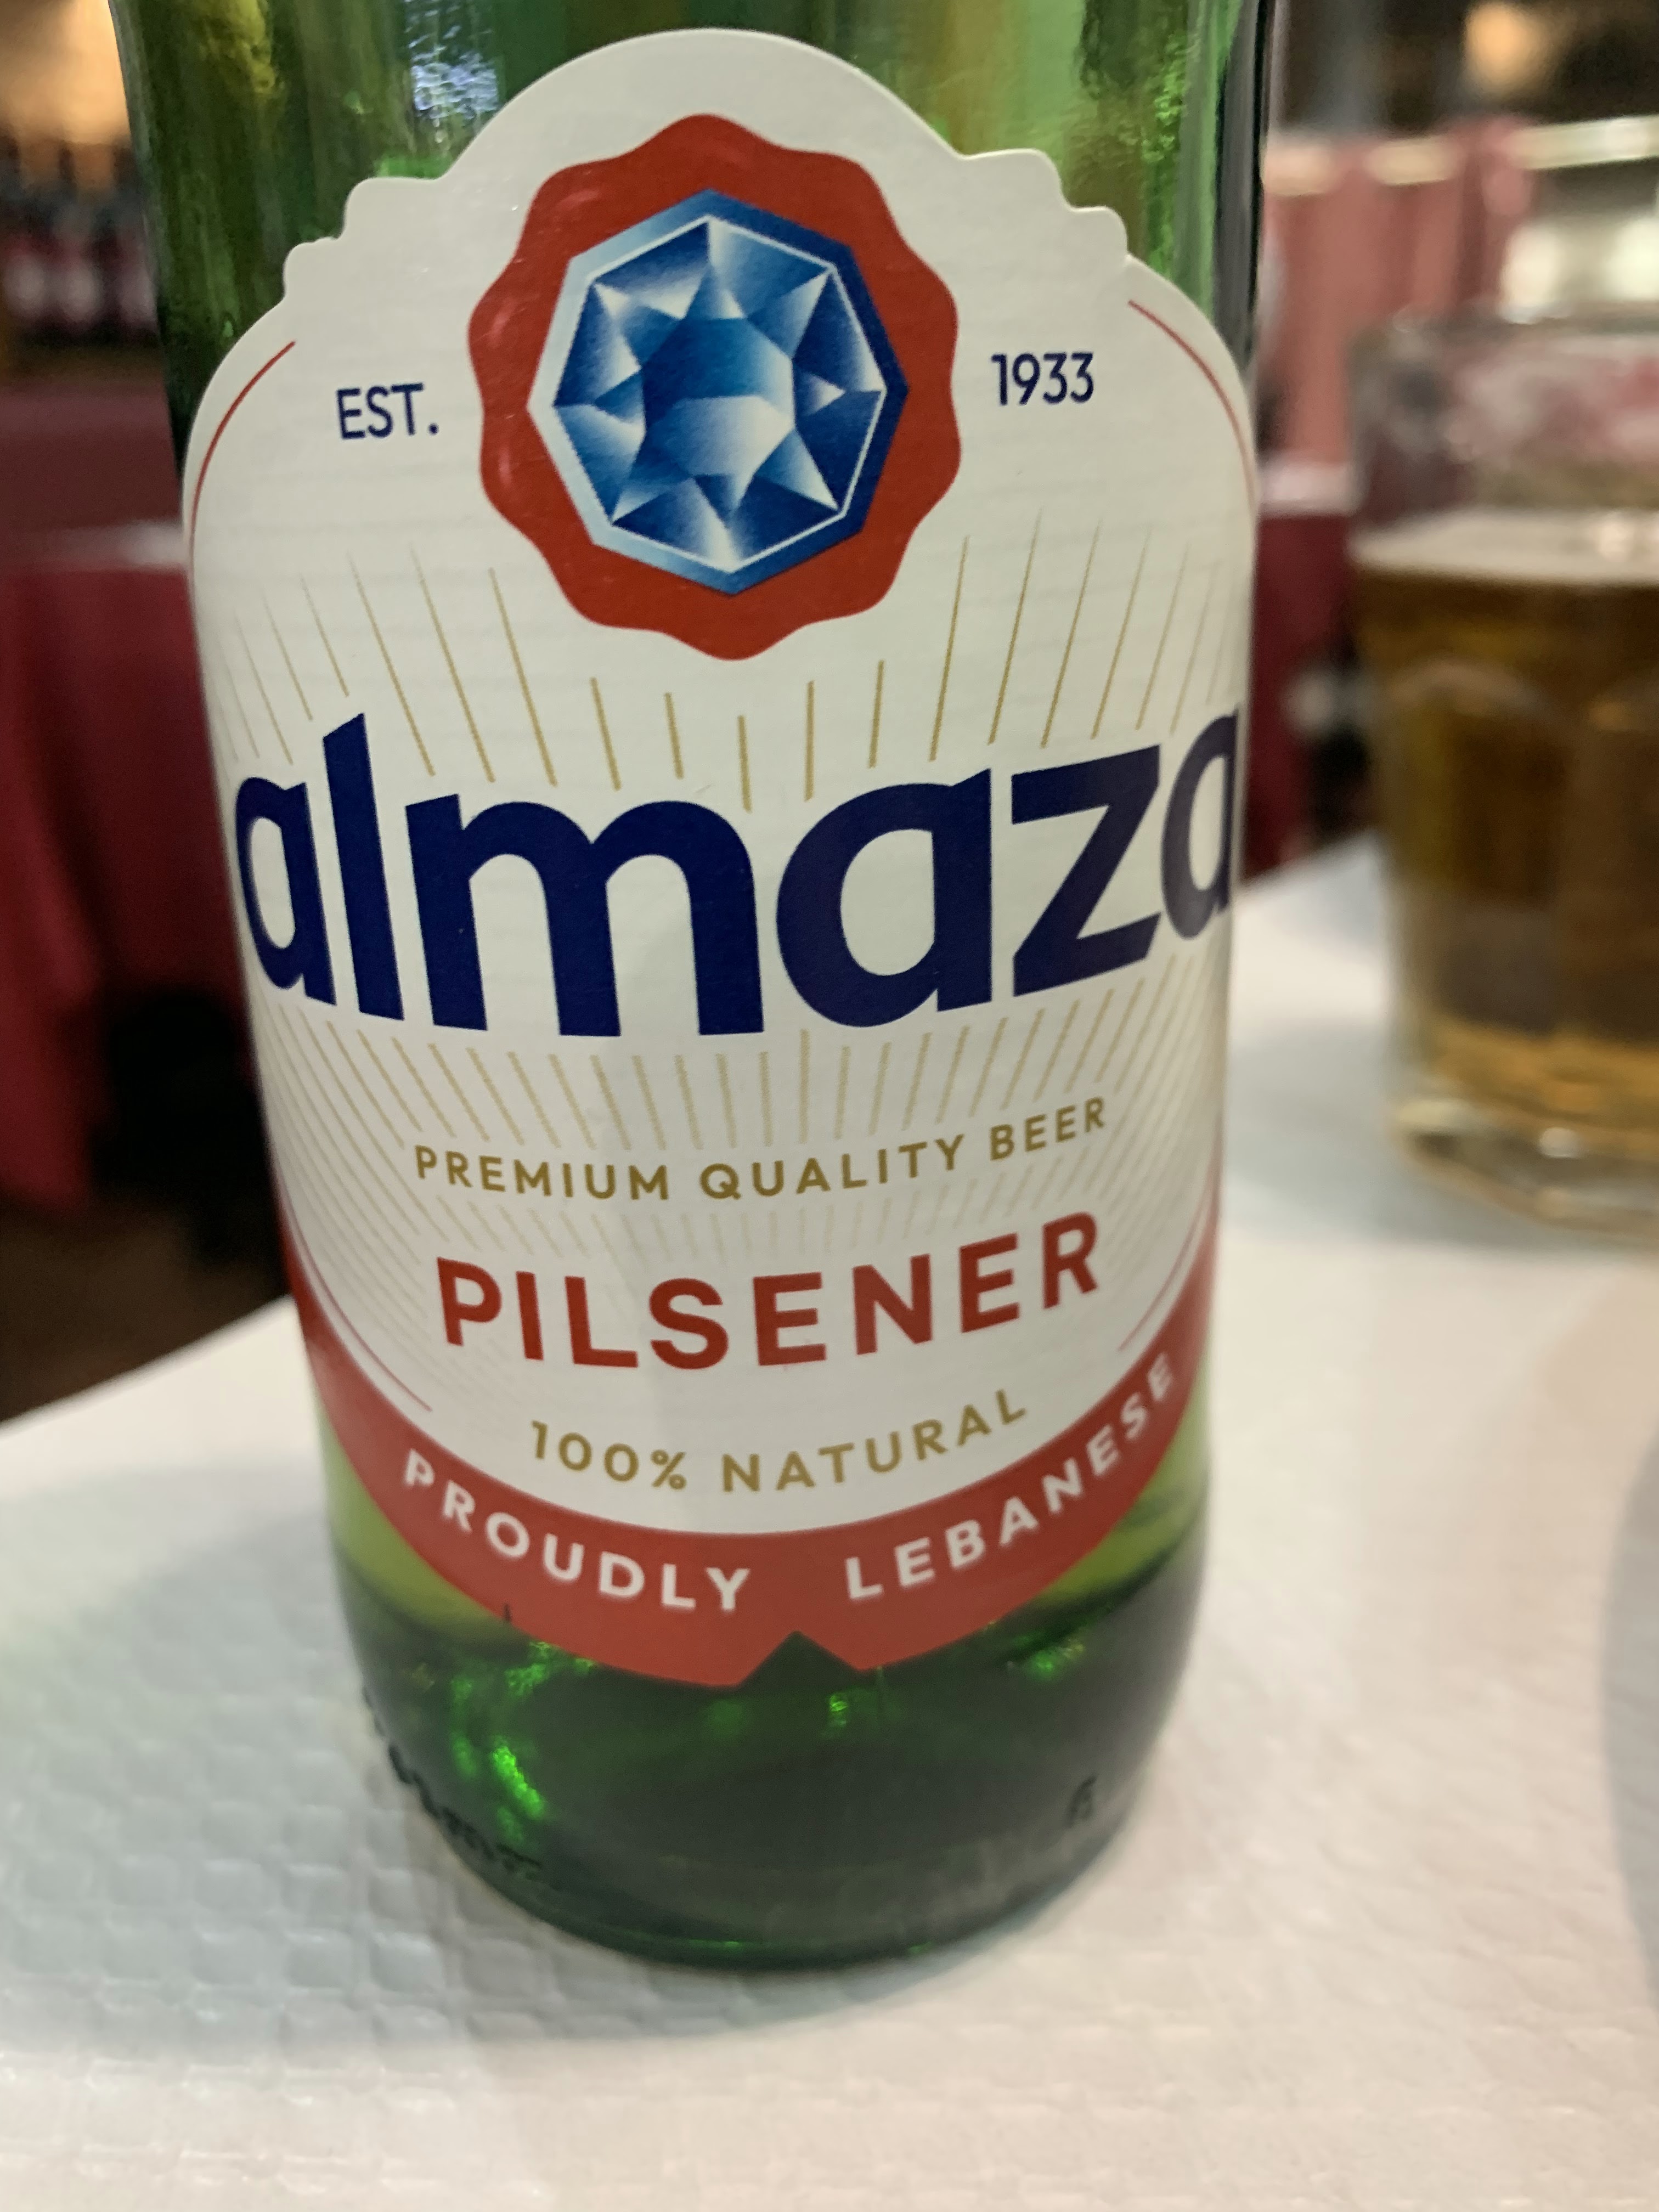 EST. 1933
almaza
PREMIUM QUALITY BEER
PILSENER
100% NATURAL
PROUDLY LEBANESE